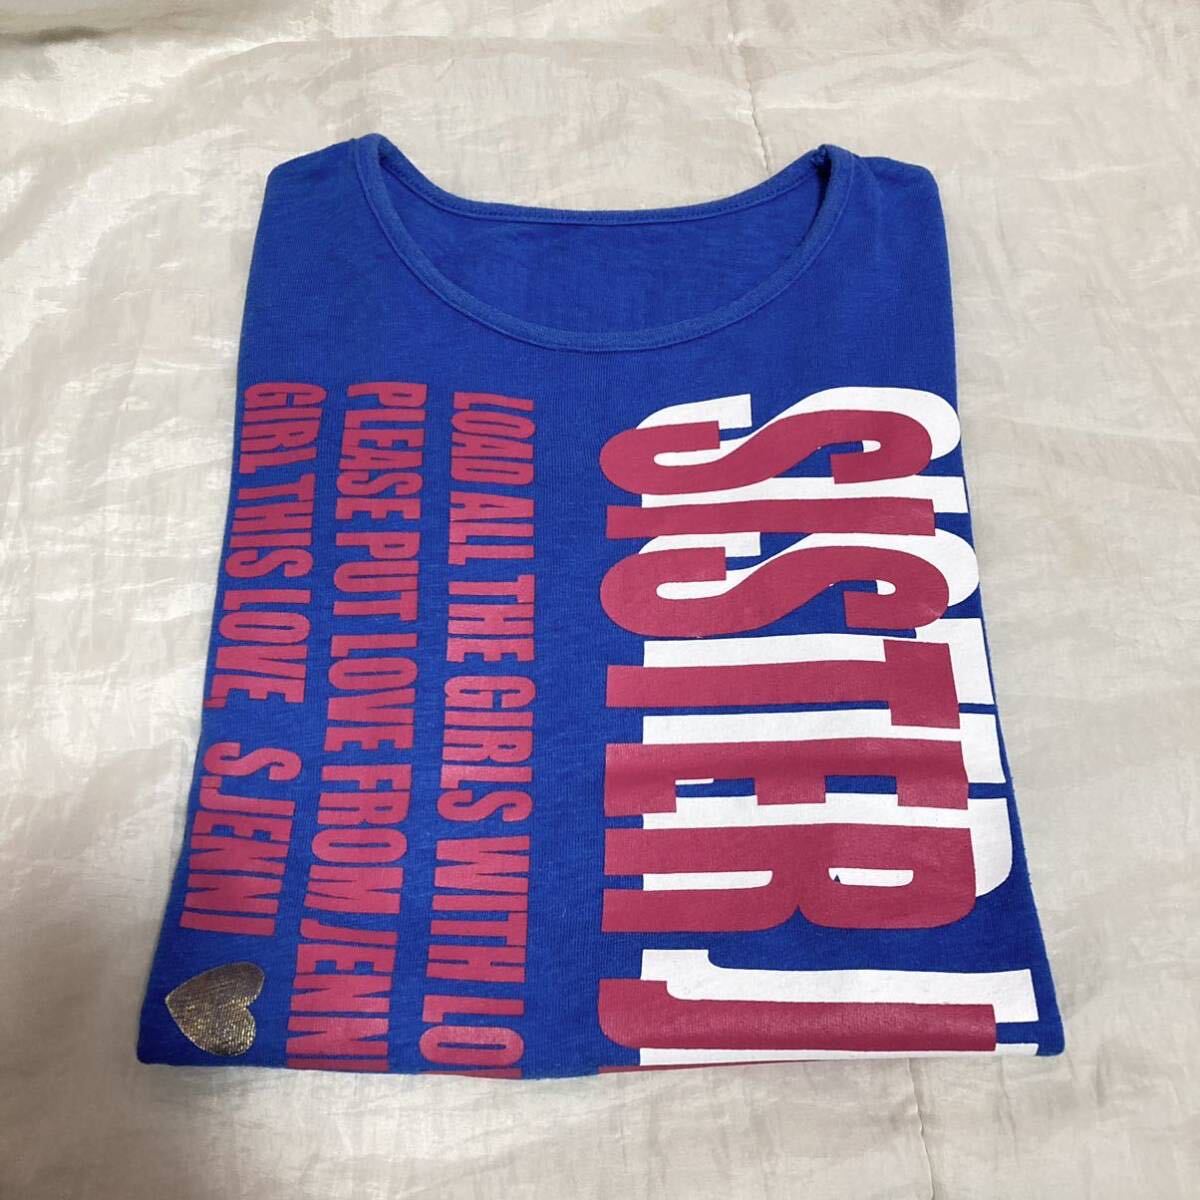 SISTER J
LOAD ALL THE GIRLS WITH LO
PLEASE PUT LOVE FROM JENNI
GIRL THIS LOVE, S.JENNI